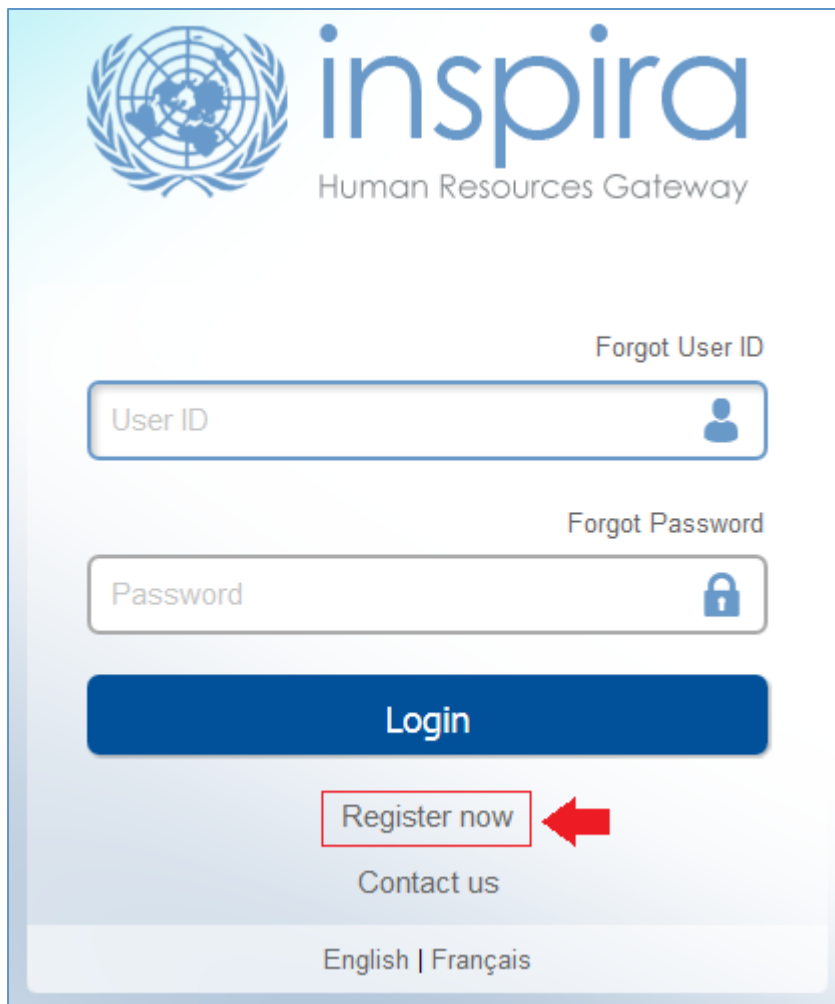 inspira
Human Resources Gateway
Forgot User ID
User ID
Forgot Password
Password
Login
Register now
Contact us
English | Français